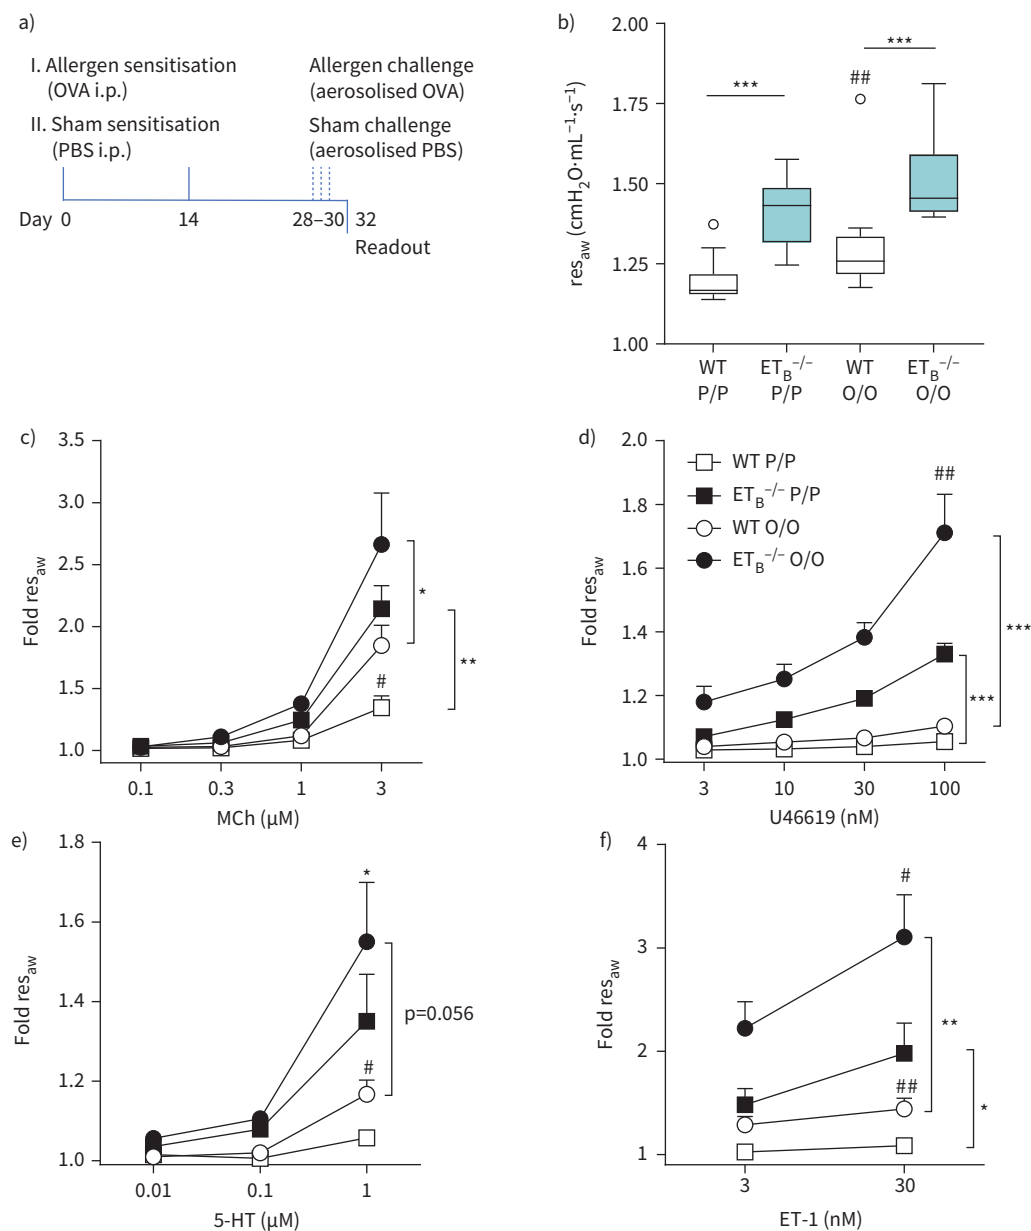 a)
I. Allergen sensitisation
(OVA i.p.)
Allergen challenge
(aerosolised OVA)
II. Sham sensitisation
(PBS i.p.)
Sham challenge
(aerosolised PBS)
Day 0 14 28–30 32
Readout
b)
res_aw (cmH₂O·mL⁻¹·s⁻¹)
2.00
1.75
1.50
1.25
1.00
***
##
***
WT
P/P
ET_B⁻/⁻
P/P
WT
O/O
ET_B⁻/⁻
O/O
c)
Fold res_aw
3.5
3.0
2.5
2.0
1.5
1.0
*
**
#
0.1 0.3 1 3
MCh (μM)
d)
Fold res_aw
2.0
1.8
1.6
1.4
1.2
1.0
WT P/P
ET_B⁻/⁻ P/P
WT O/O
ET_B⁻/⁻ O/O
##
***
***
3 10 30 100
U46619 (nM)
e)
Fold res_aw
1.8
1.6
1.4
1.2
1.0
*
p=0.056
#
0.01 0.1 1
5-HT (μM)
f)
Fold res_aw
4
3
2
1
#
**
##
*
3 30
ET-1 (nM)